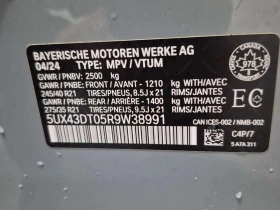 BAYERISCHE MOTOREN WERKE AG
04/24 TYPE: MPV / VTUM
GVWR / PNBV: 2500 kg
GAWR / PNBE: FRONT / AVANT - 1210 kg WITH/AVEC
245/40 R21 TIRES/PNEUS, 8.5J x 21 RIMS/JANTES
GAWR / PNBE: REAR/ARRIERE - 1400 kg WITH/AVEC
275/35 R21 TIRES/PNEUS, 9.5J x 21 RIMS/JANTES
978
EC
5UX43DT05R9W38991
CAN ICES-002 / NMB-002
C4P/7
5 A7A 211